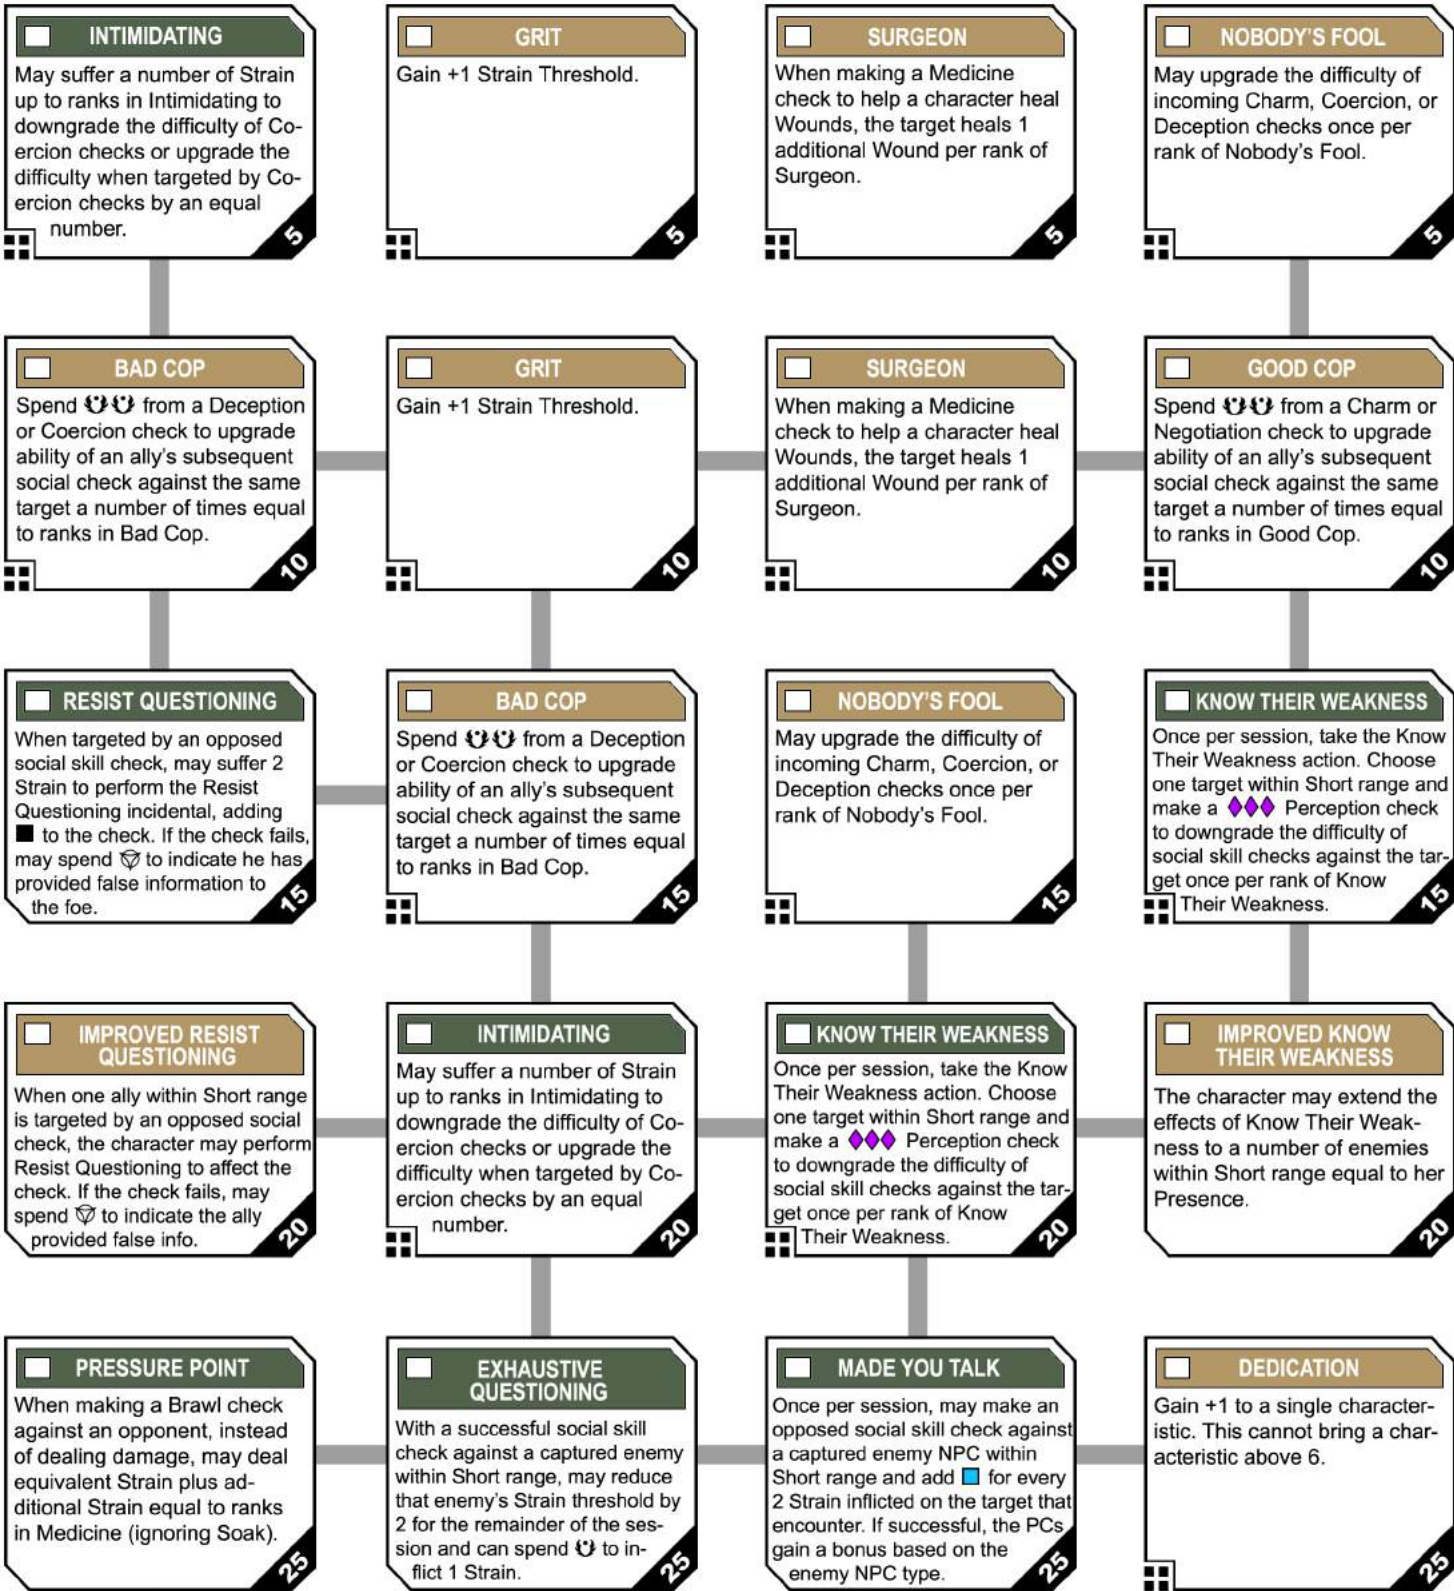 INTIMIDATING
May suffer a number of Strain
up to ranks in Intimidating to
downgrade the difficulty of Co-
ercion checks or upgrade the
difficulty when targeted by Co-
ercion checks by an equal
number.
5
GRIT
Gain +1 Strain Threshold.
5
SURGEON
When making a Medicine
check to help a character heal
Wounds, the target heals 1
additional Wound per rank of
Surgeon.
5
NOBODY'S FOOL
May upgrade the difficulty of
incoming Charm, Coercion, or
Deception checks once per
rank of Nobody's Fool.
5
BAD COP
Spend from a Deception
or Coercion check to upgrade
ability of an ally's subsequent
social check against the same
target a number of times equal
to ranks in Bad Cop.
10
GRIT
Gain +1 Strain Threshold.
10
SURGEON
When making a Medicine
check to help a character heal
Wounds, the target heals 1
additional Wound per rank of
Surgeon.
10
GOOD COP
Spend from a Charm or
Negotiation check to upgrade
ability of an ally's subsequent
social check against the same
target a number of times equal
to ranks in Good Cop.
10
RESIST QUESTIONING
When targeted by an opposed
social skill check, may suffer 2
Strain to perform the Resist
Questioning incidental, adding
to the check. If the check fails,
may spend to indicate he has
provided false information to
the foe.
15
BAD COP
Spend from a Deception
or Coercion check to upgrade
ability of an ally's subsequent
social check against the same
target a number of times equal
to ranks in Bad Cop.
15
NOBODY'S FOOL
May upgrade the difficulty of
incoming Charm, Coercion, or
Deception checks once per
rank of Nobody's Fool.
15
KNOW THEIR WEAKNESS
Once per session, take the Know
Their Weakness action. Choose
one target within Short range and
make a Perception check
to downgrade the difficulty of
social skill checks against the tar-
get once per rank of Know
Their Weakness.
15
IMPROVED RESIST
QUESTIONING
When one ally within Short range
is targeted by an opposed social
check, the character may perform
Resist Questioning to affect the
check. If the check fails, may
spend to indicate the ally
provided false info.
20
INTIMIDATING
May suffer a number of Strain
up to ranks in Intimidating to
downgrade the difficulty of Co-
ercion checks or upgrade the
difficulty when targeted by Co-
ercion checks by an equal
number.
20
KNOW THEIR WEAKNESS
Once per session, take the Know
Their Weakness action. Choose
one target within Short range and
make a Perception check
to downgrade the difficulty of
social skill checks against the tar-
get once per rank of Know
Their Weakness.
20
IMPROVED KNOW
THEIR WEAKNESS
The character may extend the
effects of Know Their Weak-
ness to a number of enemies
within Short range equal to her
Presence.
20
PRESSURE POINT
When making a Brawl check
against an opponent, instead
of dealing damage, may deal
equivalent Strain plus ad-
ditional Strain equal to ranks
in Medicine (ignoring Soak).
25
EXHAUSTIVE
QUESTIONING
With a successful social skill
check against a captured enemy
within Short range, may reduce
that enemy's Strain threshold by
2 for the remainder of the ses-
sion and can spend to in-
flict 1 Strain.
25
MADE YOU TALK
Once per session, may make an
opposed social skill check against
a captured enemy NPC within
Short range and add for every
2 Strain inflicted on the target that
encounter. If successful, the PCs
gain a bonus based on the
enemy NPC type.
25
DEDICATION
Gain +1 to a single character-
istic. This cannot bring a char-
acteristic above 6.
25